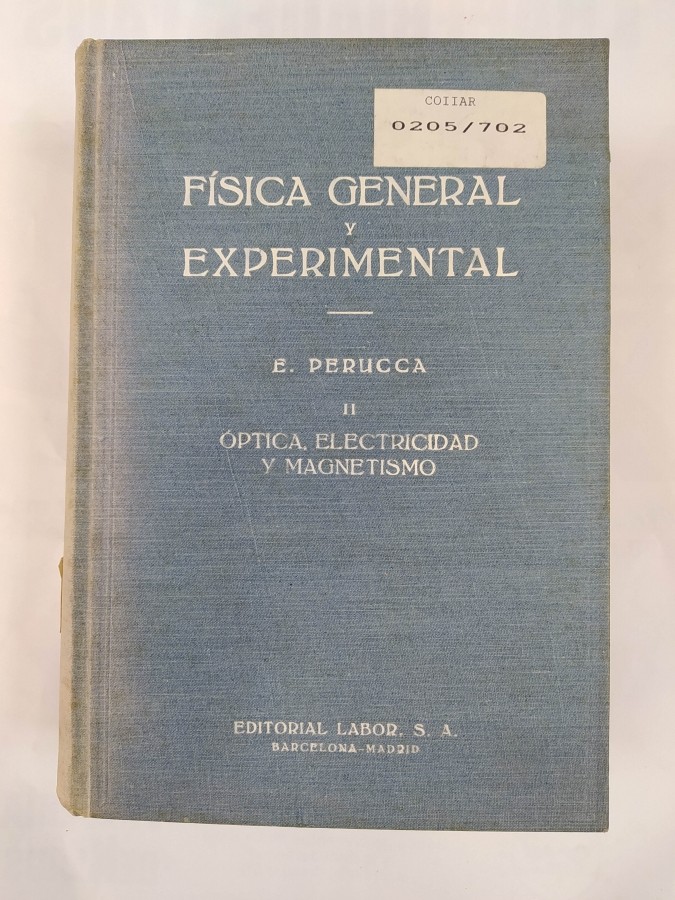 COIIAR
0205/702
FÍSICA GENERAL
Y
EXPERIMENTAL
E. PERUCCA
II
ÓPTICA, ELECTRICIDAD
Y MAGNETISMO
EDITORIAL LABOR, S. A.
BARCELONA-MADRID